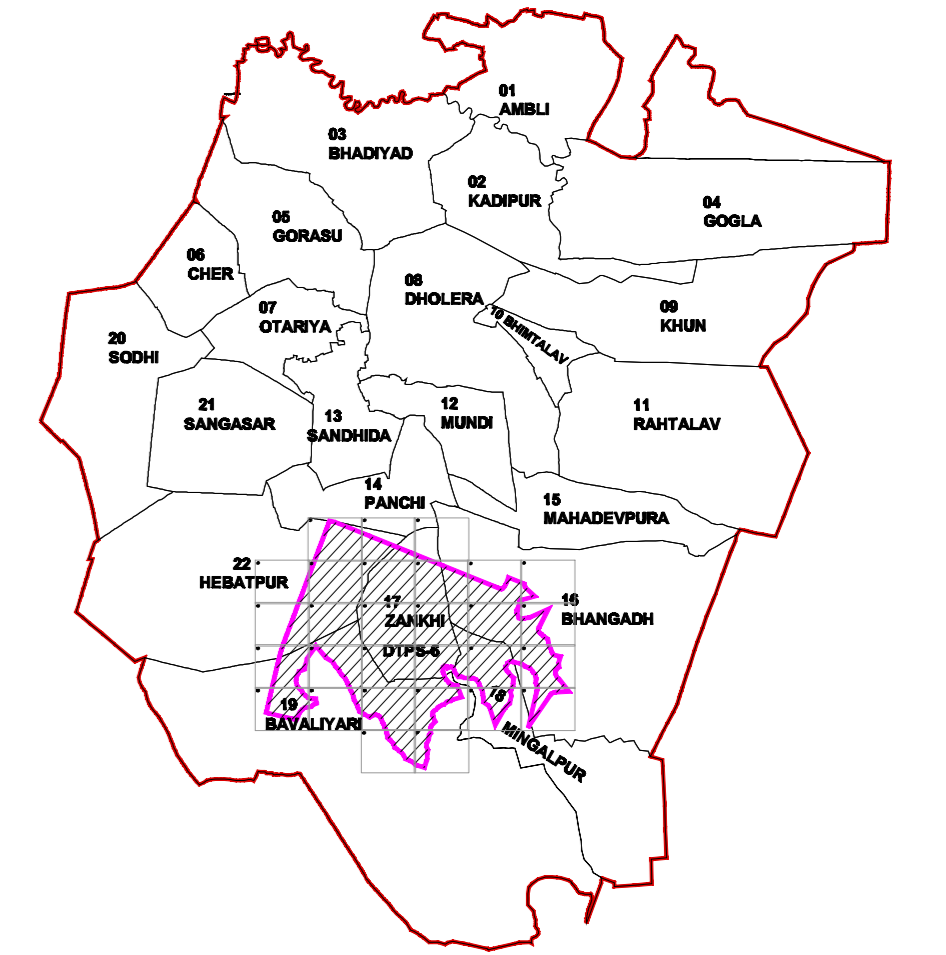 01
AMBLI
03
BHADIYAD
02
KADIPUR
04
GOGLA
05
GORASU
06
CHER
08
DHOLERA
07
OTARIYA
09
KHUN
10 BHIMTALAV
20
SODHI
21
SANGASAR
13
SANDHIDA
12
MUNDI
11
RAHTALAV
14
PANCHI
15
MAHADEVPURA
22
HEBATPUR
17
ZANKHI
DTPS-6
16
BHANGADH
18
MINGALPUR
19
BAVALIYARI